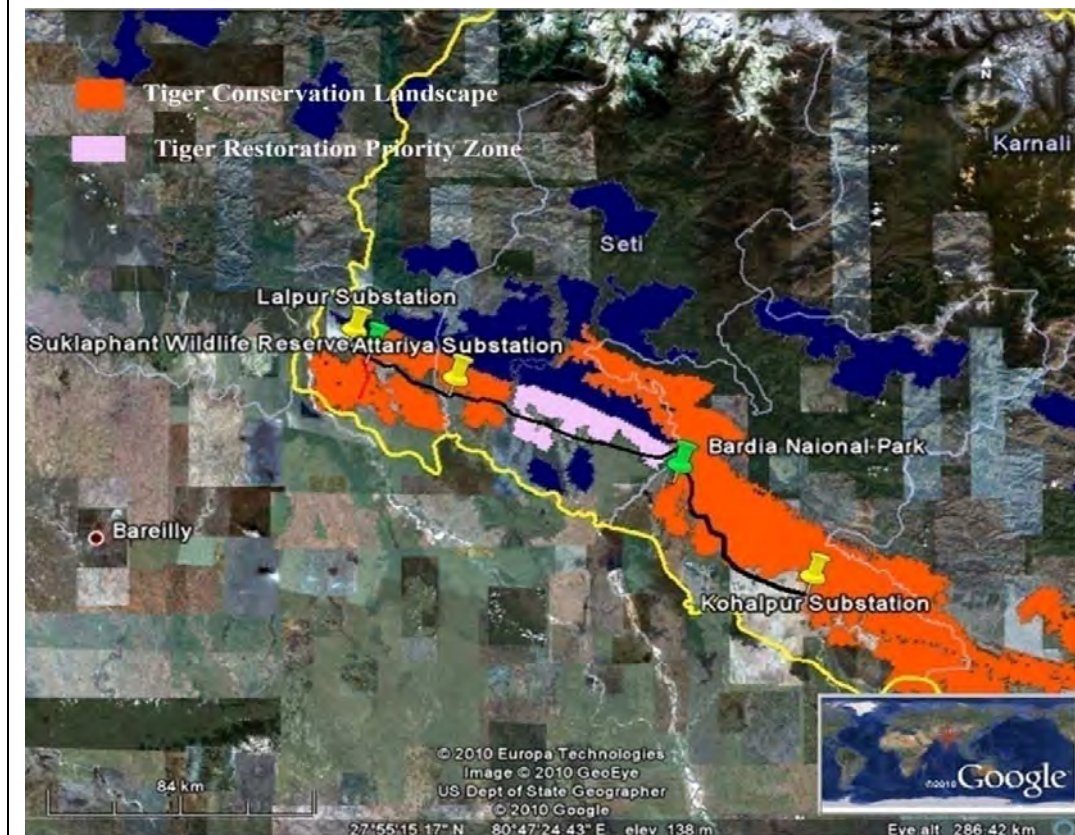 Tiger Conservation Landscape
Tiger Restoration Priority Zone
N
Karnali
Seti
Lalpur Substation
Suklaphant Wildlife Reserve
Attariya Substation
Bardia Naional Park
Bareilly
Kohalpur Substation
84 km
© 2010 Europa Technologies
Image © 2010 GeoEye
US Dept of State Geographer
© 2010 Google
©2010 Google
27°55'15.17" N 80°47'24.43" E elev 138 m
Eye alt 286.42 km